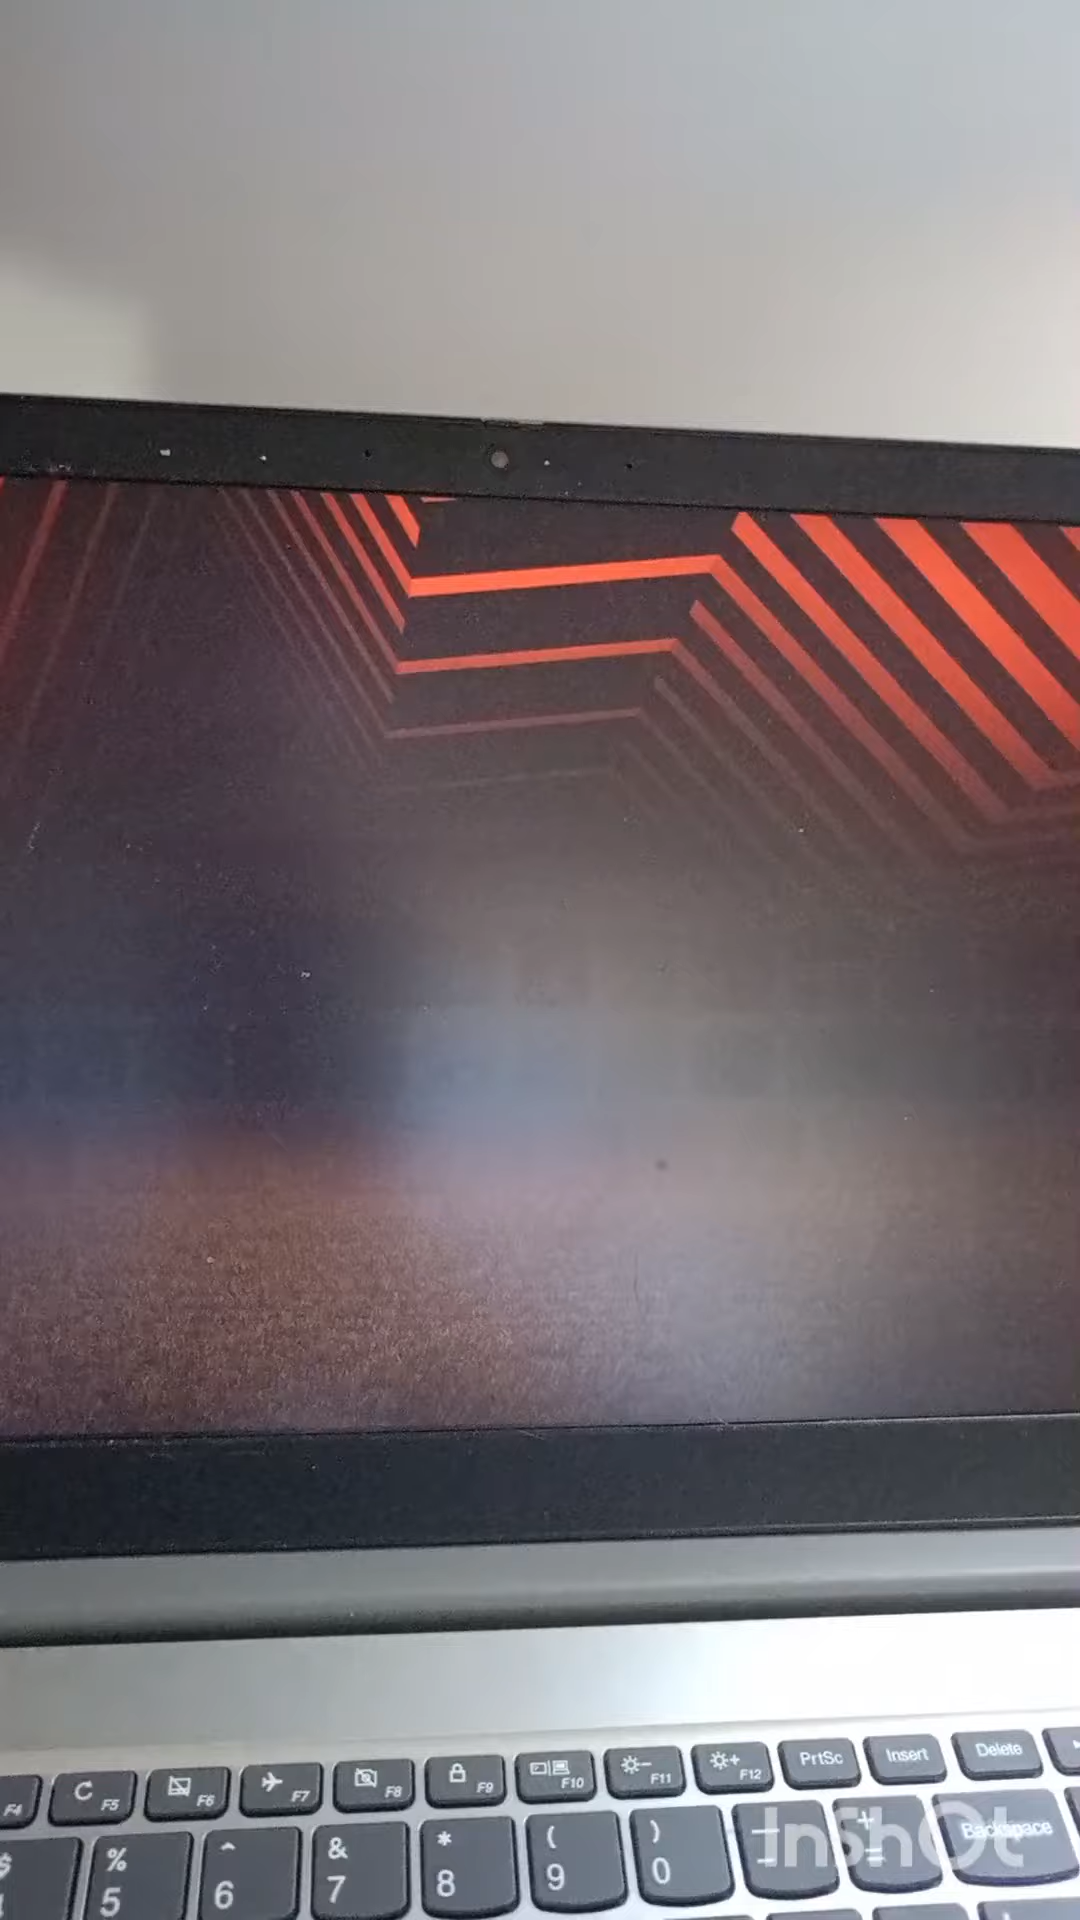 F4 F5 F6 F7 F8 F9 F10 F11 F12 PrtSc Insert Delete
$ % ^ & * ( ) — + Backspace
5 6 7 8 9 0 - =
InShOt